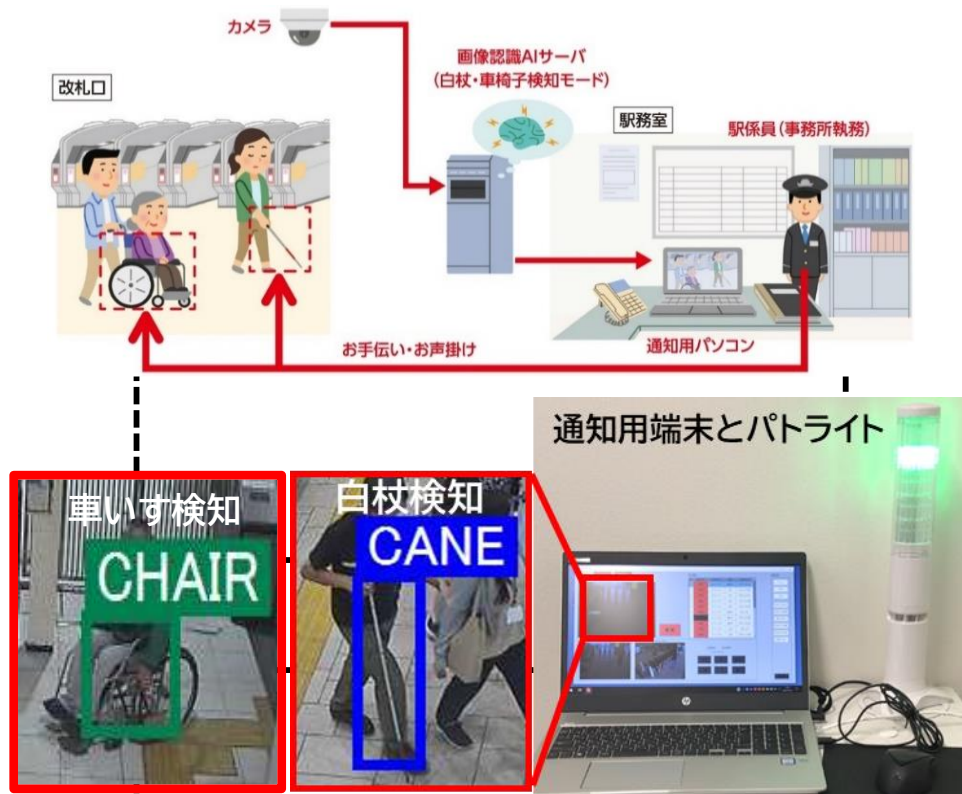 カメラ
画像認識AIサーバ
(白杖・車椅子検知モード)
改札口
駅務室
駅係員(事務所執務)
お手伝い・お声掛け
通知用パソコン
通知用端末とパトライト
車いす検知
CHAIR
白杖検知
CANE
hp